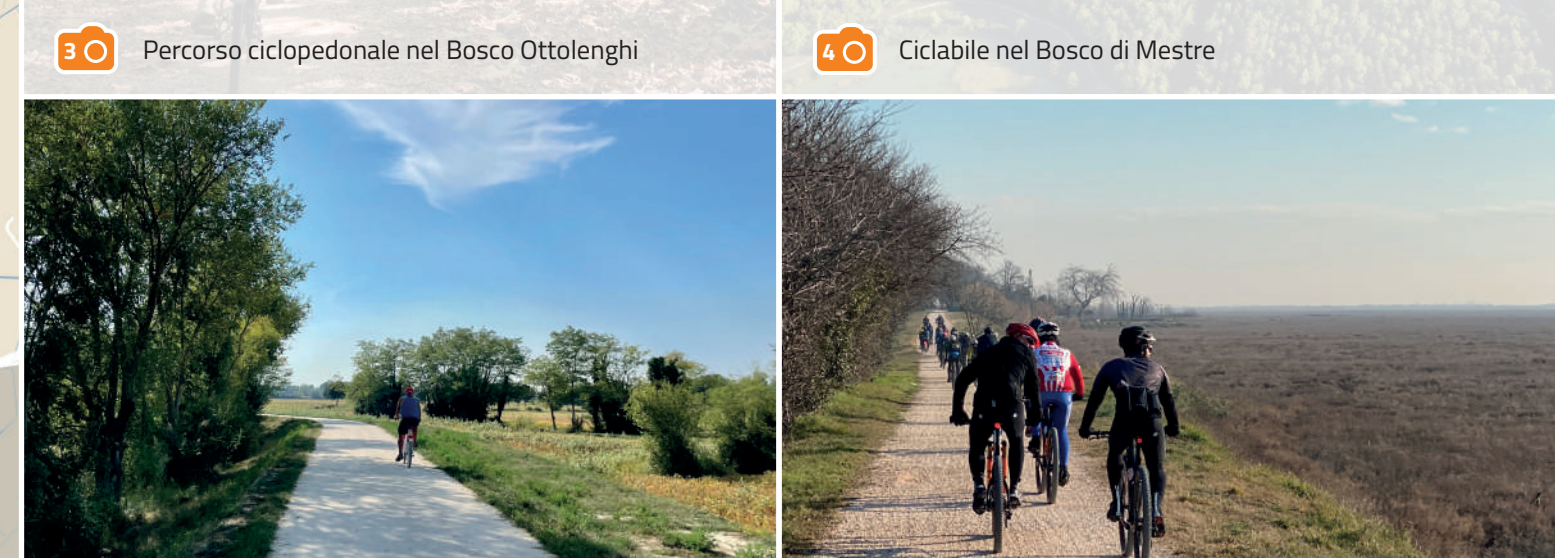 3 Percorso ciclopedonale nel Bosco Ottolenghi
4 Ciclabile nel Bosco di Mestre